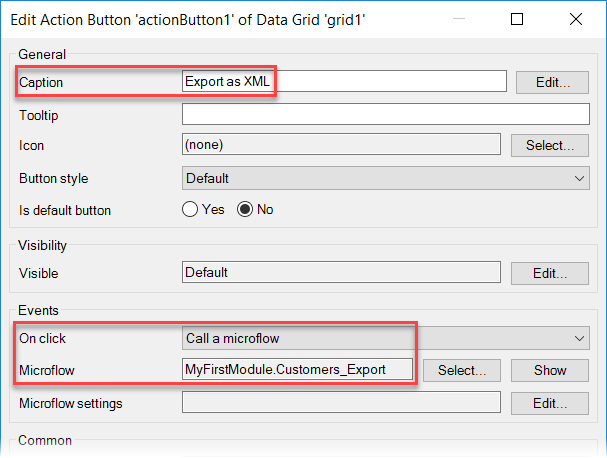 Edit Action Button 'actionButton1' of Data Grid 'grid1'
General
Caption Export as XML Edit...
Tooltip
Icon (none) Select...
Button style Default
Is default button Yes No
Visibility
Visible Default Edit...
Events
On click Call a microflow
Microflow MyFirstModule.Customers_Export Select... Show
Microflow settings Edit...
Common